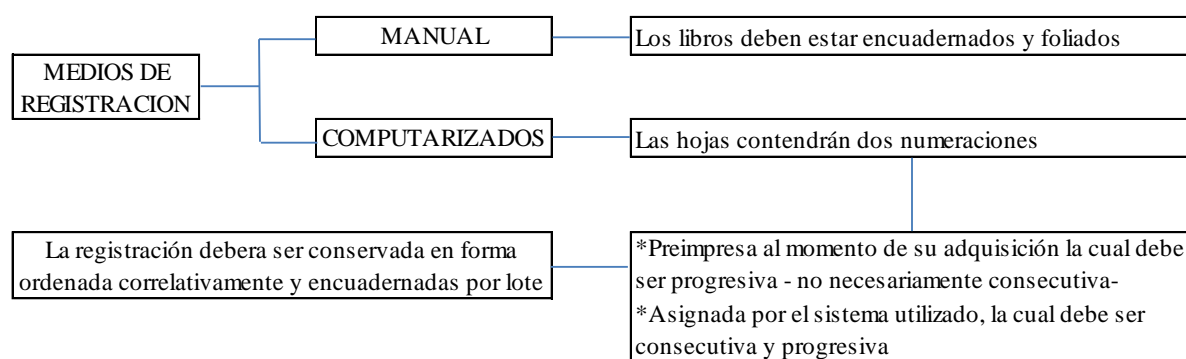 MANUAL
Los libros deben estar encuadernados y foliados
MEDIOS DE
REGISTRACION
COMPUTARIZADOS
Las hojas contendrán dos numeraciones
La registración debera ser conservada en forma
ordenada correlativamente y encuadernadas por lote
*Preimpresa al momento de su adquisición la cual debe
ser progresiva - no necesariamente consecutiva-
*Asignada por el sistema utilizado, la cual debe ser
consecutiva y progresiva